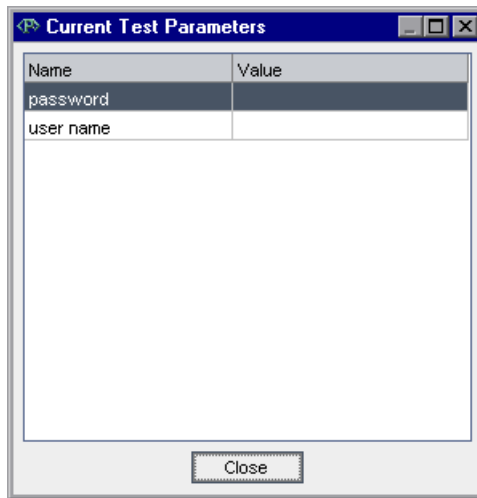 Current Test Parameters
Name Value
password
user name
Close